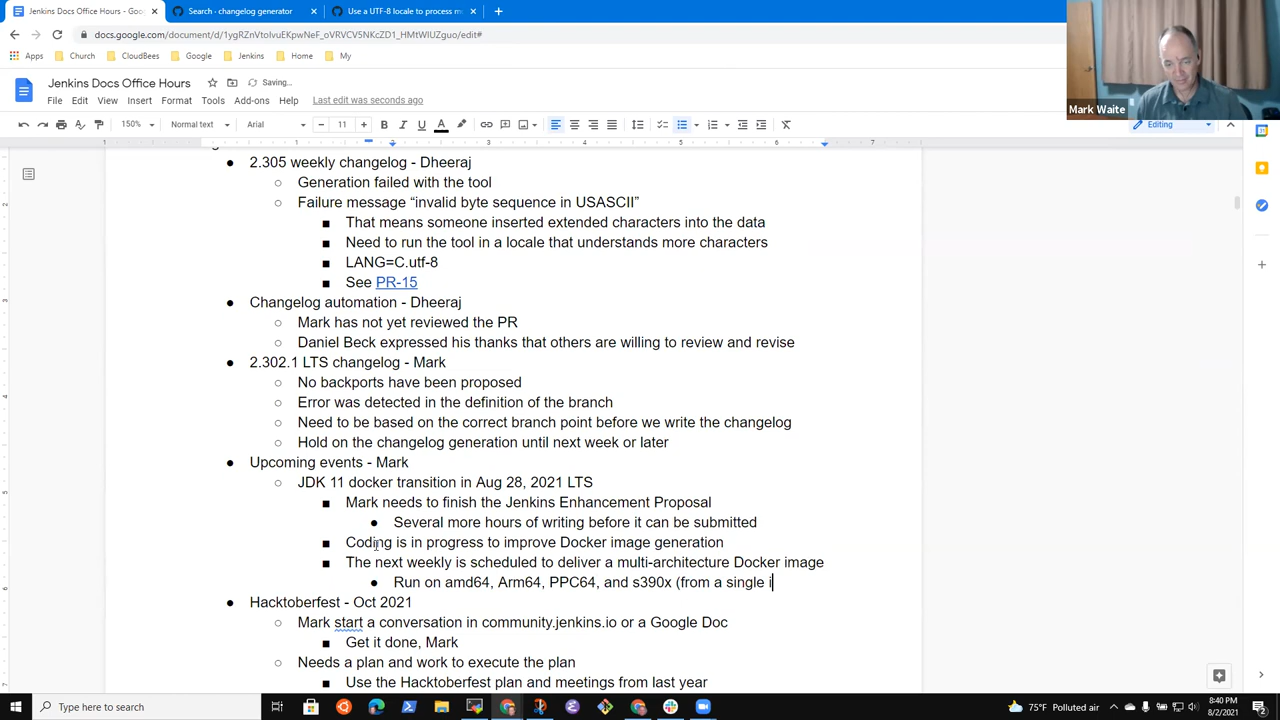 Jenkins Docs Office Hours - Goo
Search · changelog generator
Use a UTF-8 locale to process m
docs.google.com/document/d/1ygRZnVtoIvuEKpwNeF_oVRVCV5NKcZD1_HMtWIUZguo/edit#
Apps Church CloudBees Google Jenkins Home My
Jenkins Docs Office Hours Saving...
File Edit View Insert Format Tools Add-ons Help Last edit was seconds ago
Mark Waite
150% Normal text Arial 11 Editing
● 2.305 weekly changelog - Dheeraj
○ Generation failed with the tool
○ Failure message “invalid byte sequence in USASCII”
■ That means someone inserted extended characters into the data
■ Need to run the tool in a locale that understands more characters
■ LANG=C.utf-8
■ See PR-15
● Changelog automation - Dheeraj
○ Mark has not yet reviewed the PR
○ Daniel Beck expressed his thanks that others are willing to review and revise
● 2.302.1 LTS changelog - Mark
○ No backports have been proposed
○ Error was detected in the definition of the branch
○ Need to be based on the correct branch point before we write the changelog
○ Hold on the changelog generation until next week or later
● Upcoming events - Mark
○ JDK 11 docker transition in Aug 28, 2021 LTS
■ Mark needs to finish the Jenkins Enhancement Proposal
● Several more hours of writing before it can be submitted
■ Coding is in progress to improve Docker image generation
■ The next weekly is scheduled to deliver a multi-architecture Docker image
● Run on amd64, Arm64, PPC64, and s390x (from a single i
● Hacktoberfest - Oct 2021
○ Mark start a conversation in community.jenkins.io or a Google Doc
■ Get it done, Mark
○ Needs a plan and work to execute the plan
■ Use the Hacktoberfest plan and meetings from last year
Type here to search
75°F Polluted air
8:40 PM
8/2/2021